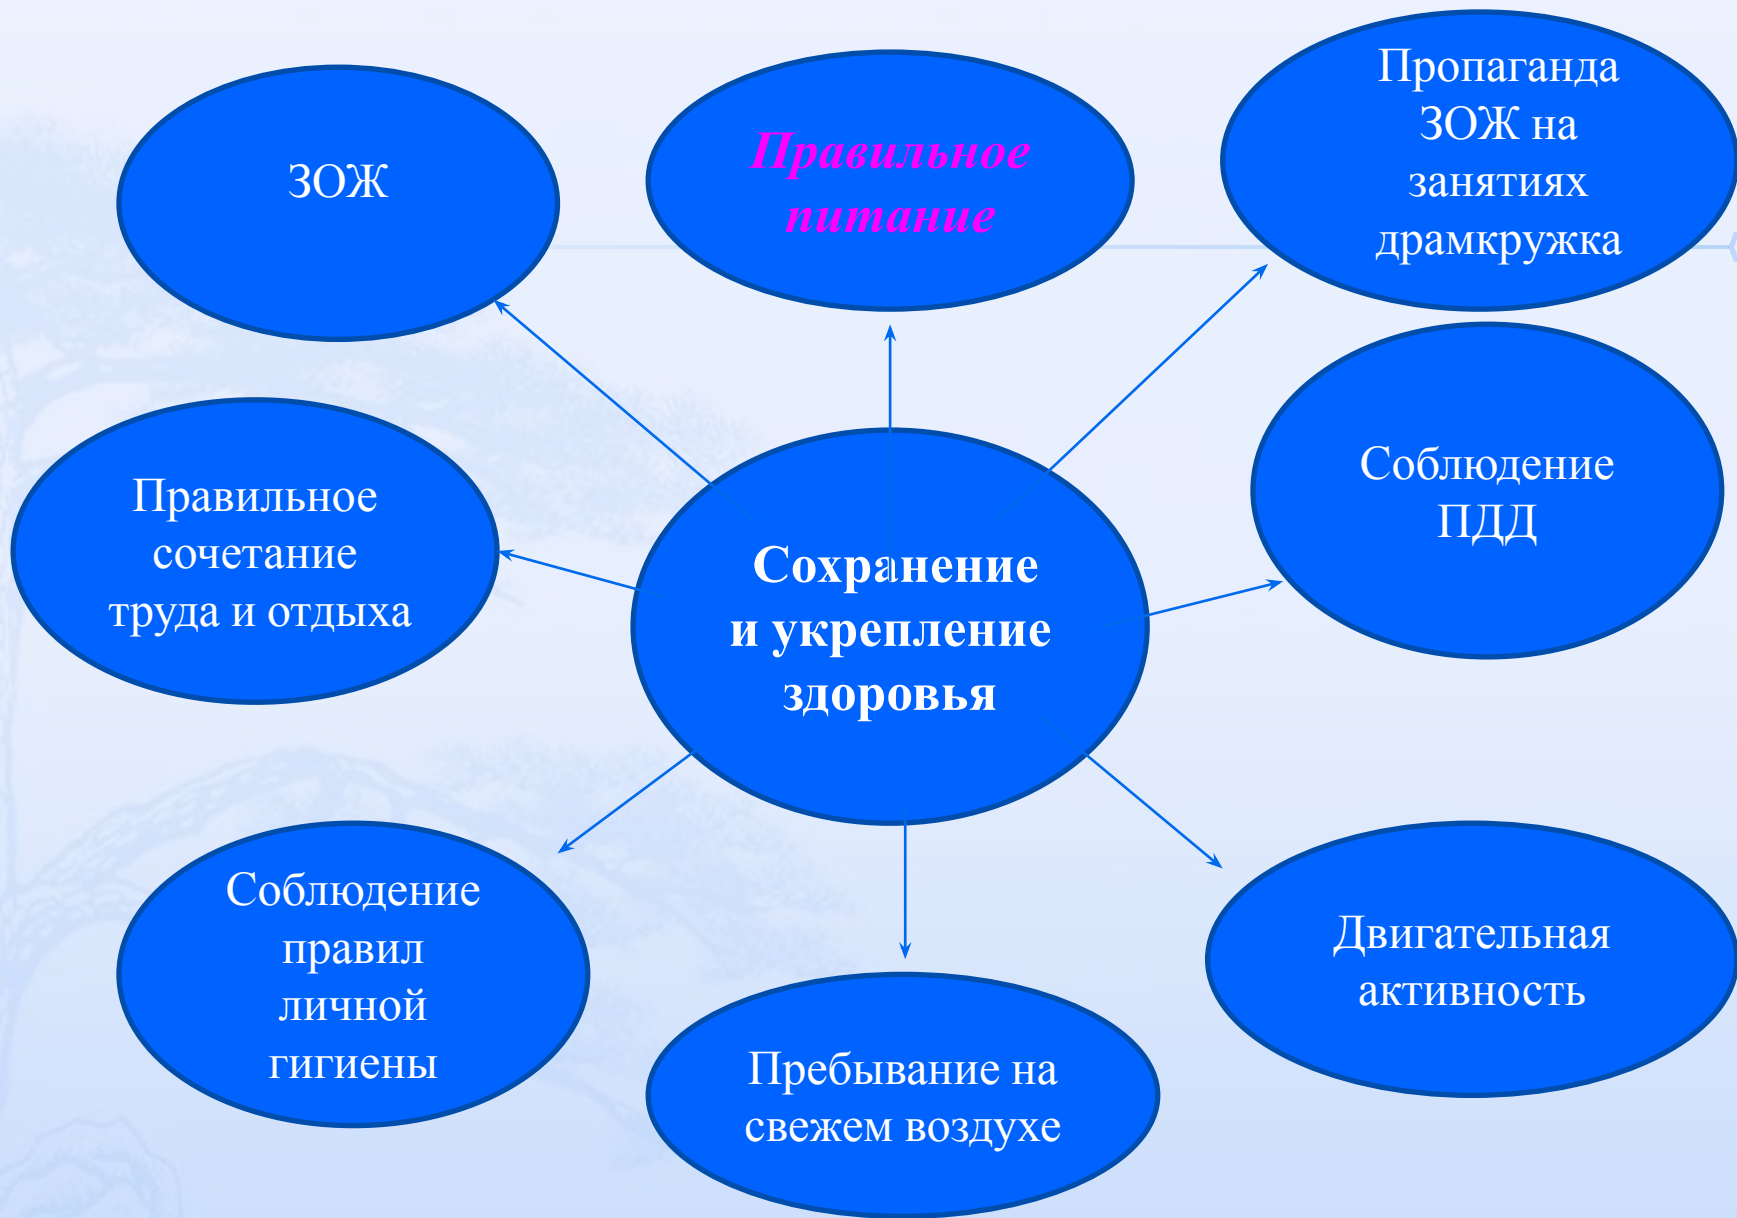 ЗОЖ
Правильное
питание
Пропаганда
ЗОЖ на
занятиях
драмкружка
Правильное
сочетание
труда и отдыха
Сохранение
и укрепление
здоровья
Соблюдение
ПДД
Соблюдение
правил
личной
гигиены
Пребывание на
свежем воздухе
Двигательная
активность